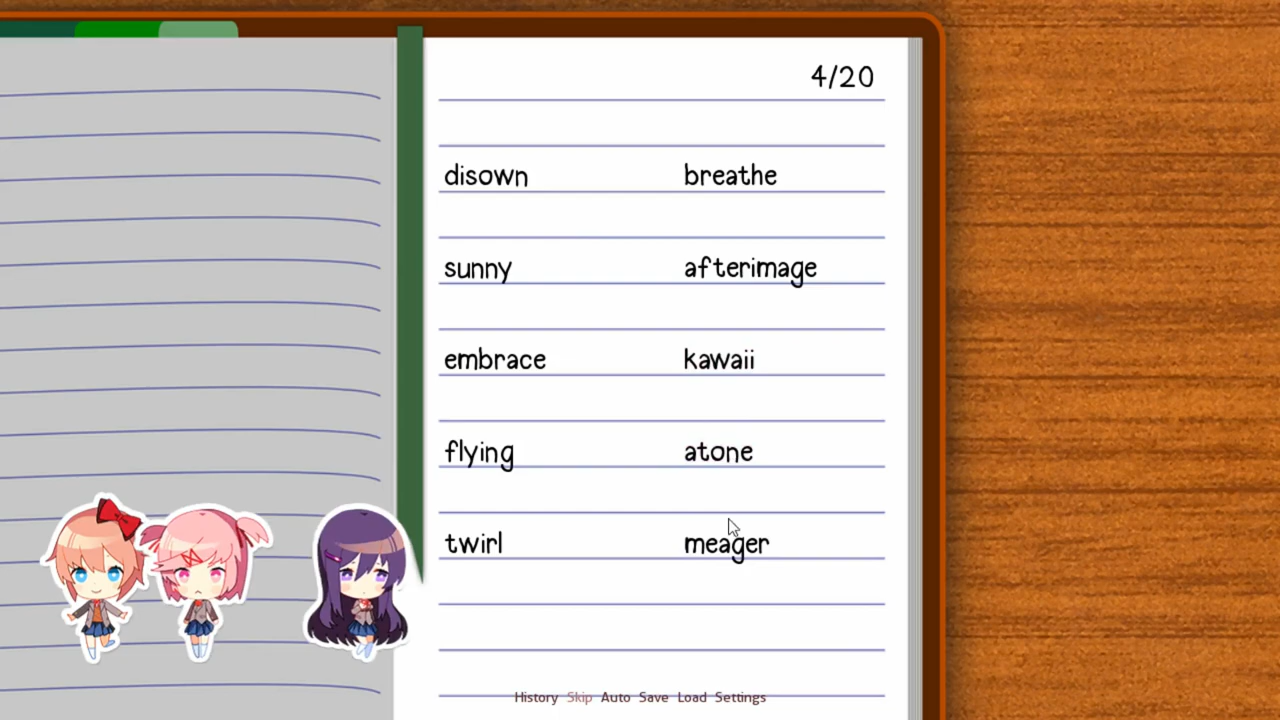 4/20
disown breathe
sunny afterimage
embrace kawaii
flying atone
twirl meager
History Skip Auto Save Load Settings